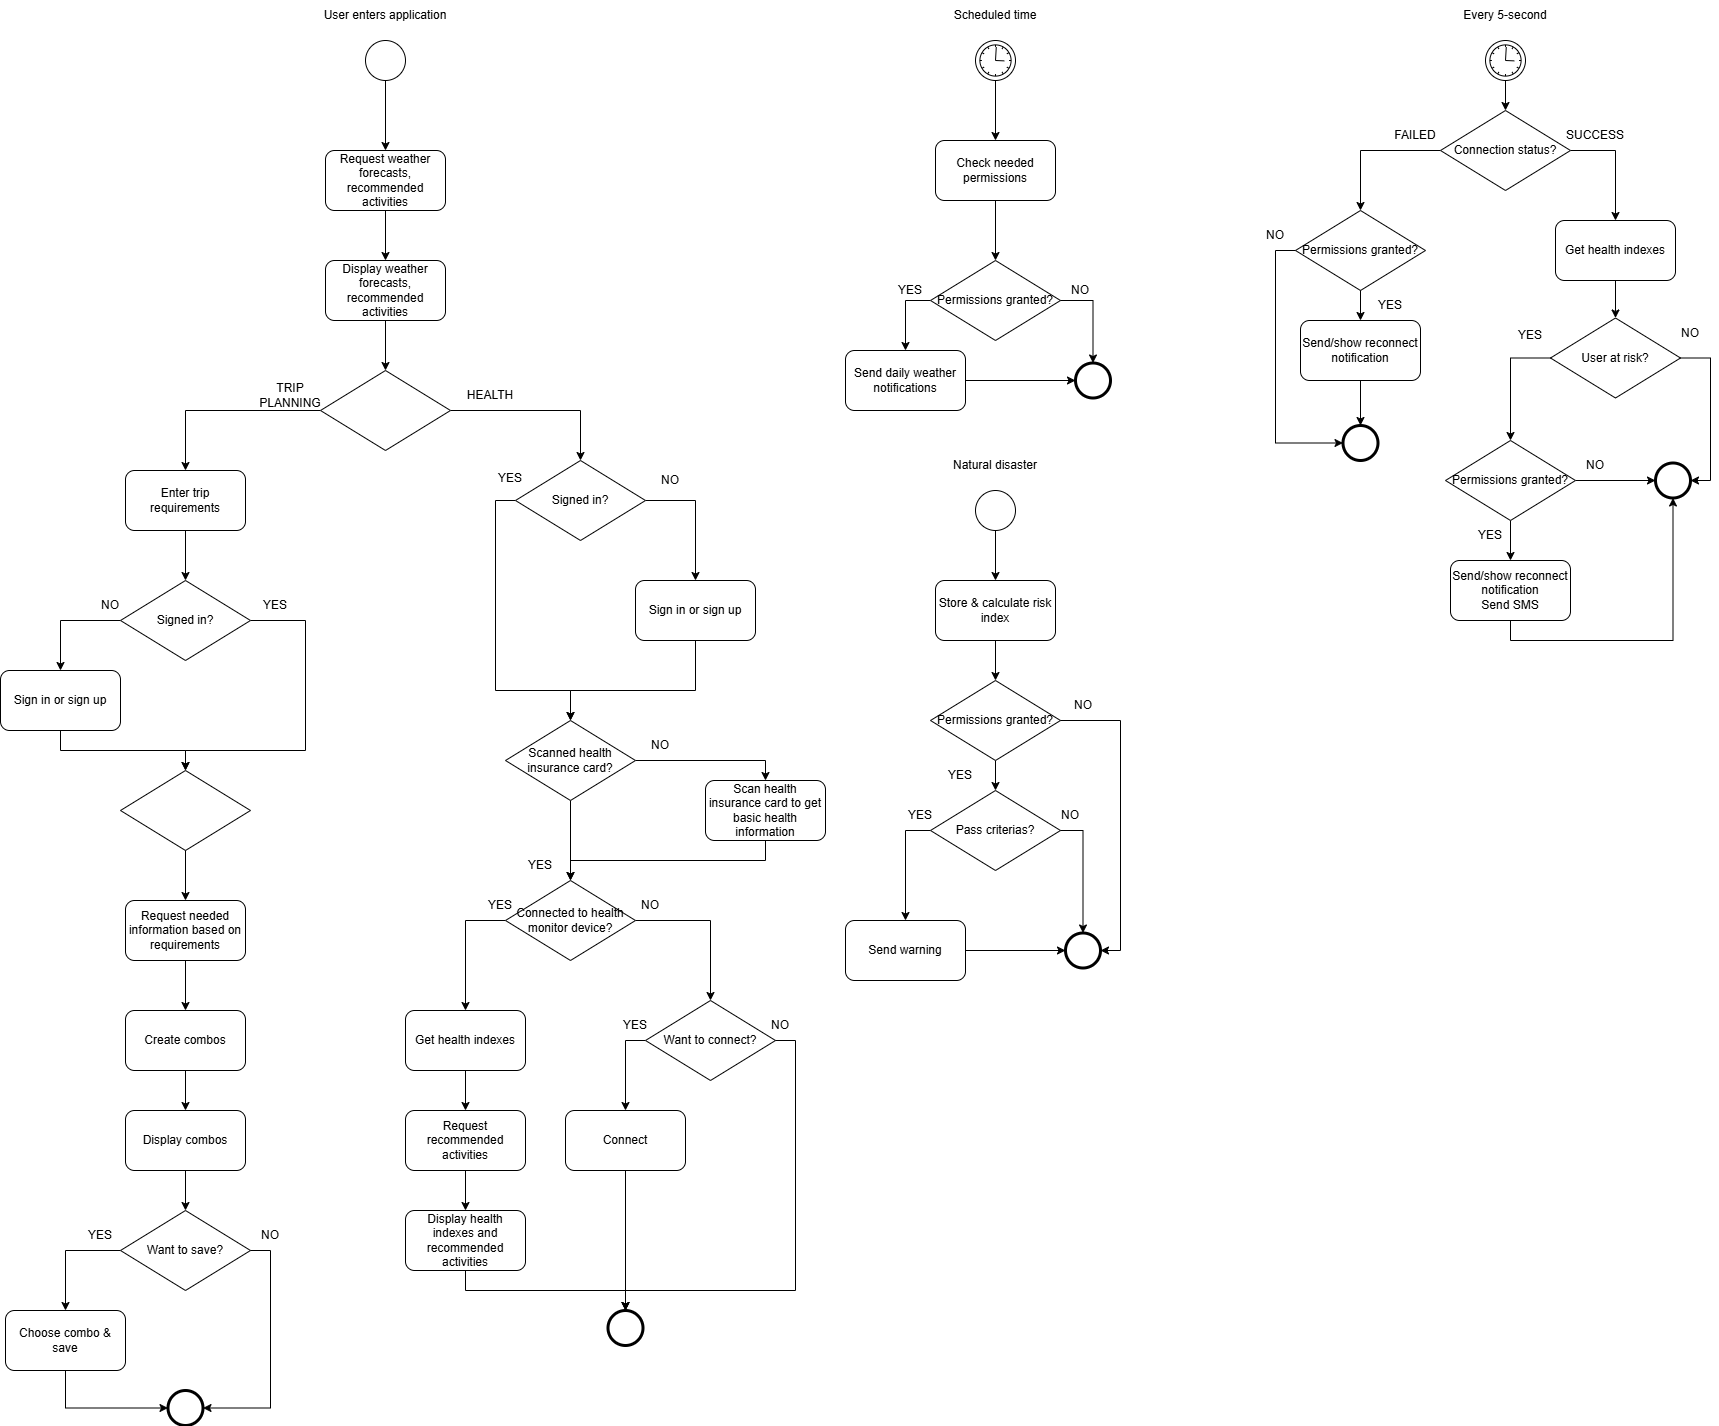 User enters application
Request weather
forecasts,
recommended
activities
Display weather
forecasts,
recommended
activities
TRIP
PLANNING
HEALTH
Enter trip
requirements
NO
Signed in?
YES
Sign in or sign up
Request needed
information based on
requirements
Create combos
Display combos
YES
Want to save?
NO
Choose combo &
save
YES
Signed in?
NO
Sign in or sign up
Scanned health
insurance card?
NO
Scan health
insurance card to get
basic health
information
YES
YES
Connected to health
monitor device?
NO
Get health indexes
Request
recommended
activities
Display health
indexes and
recommended
activities
YES
Want to connect?
NO
Connect
Scheduled time
Check needed
permissions
YES
Permissions granted?
NO
Send daily weather
notifications
Natural disaster
Store & calculate risk
index
Permissions granted?
NO
YES
YES
Pass criterias?
NO
Send warning
Every 5-second
FAILED
Connection status?
SUCCESS
NO
Permissions granted?
YES
Send/show reconnect
notification
Get health indexes
YES
User at risk?
NO
Permissions granted?
NO
YES
Send/show reconnect
notification
Send SMS